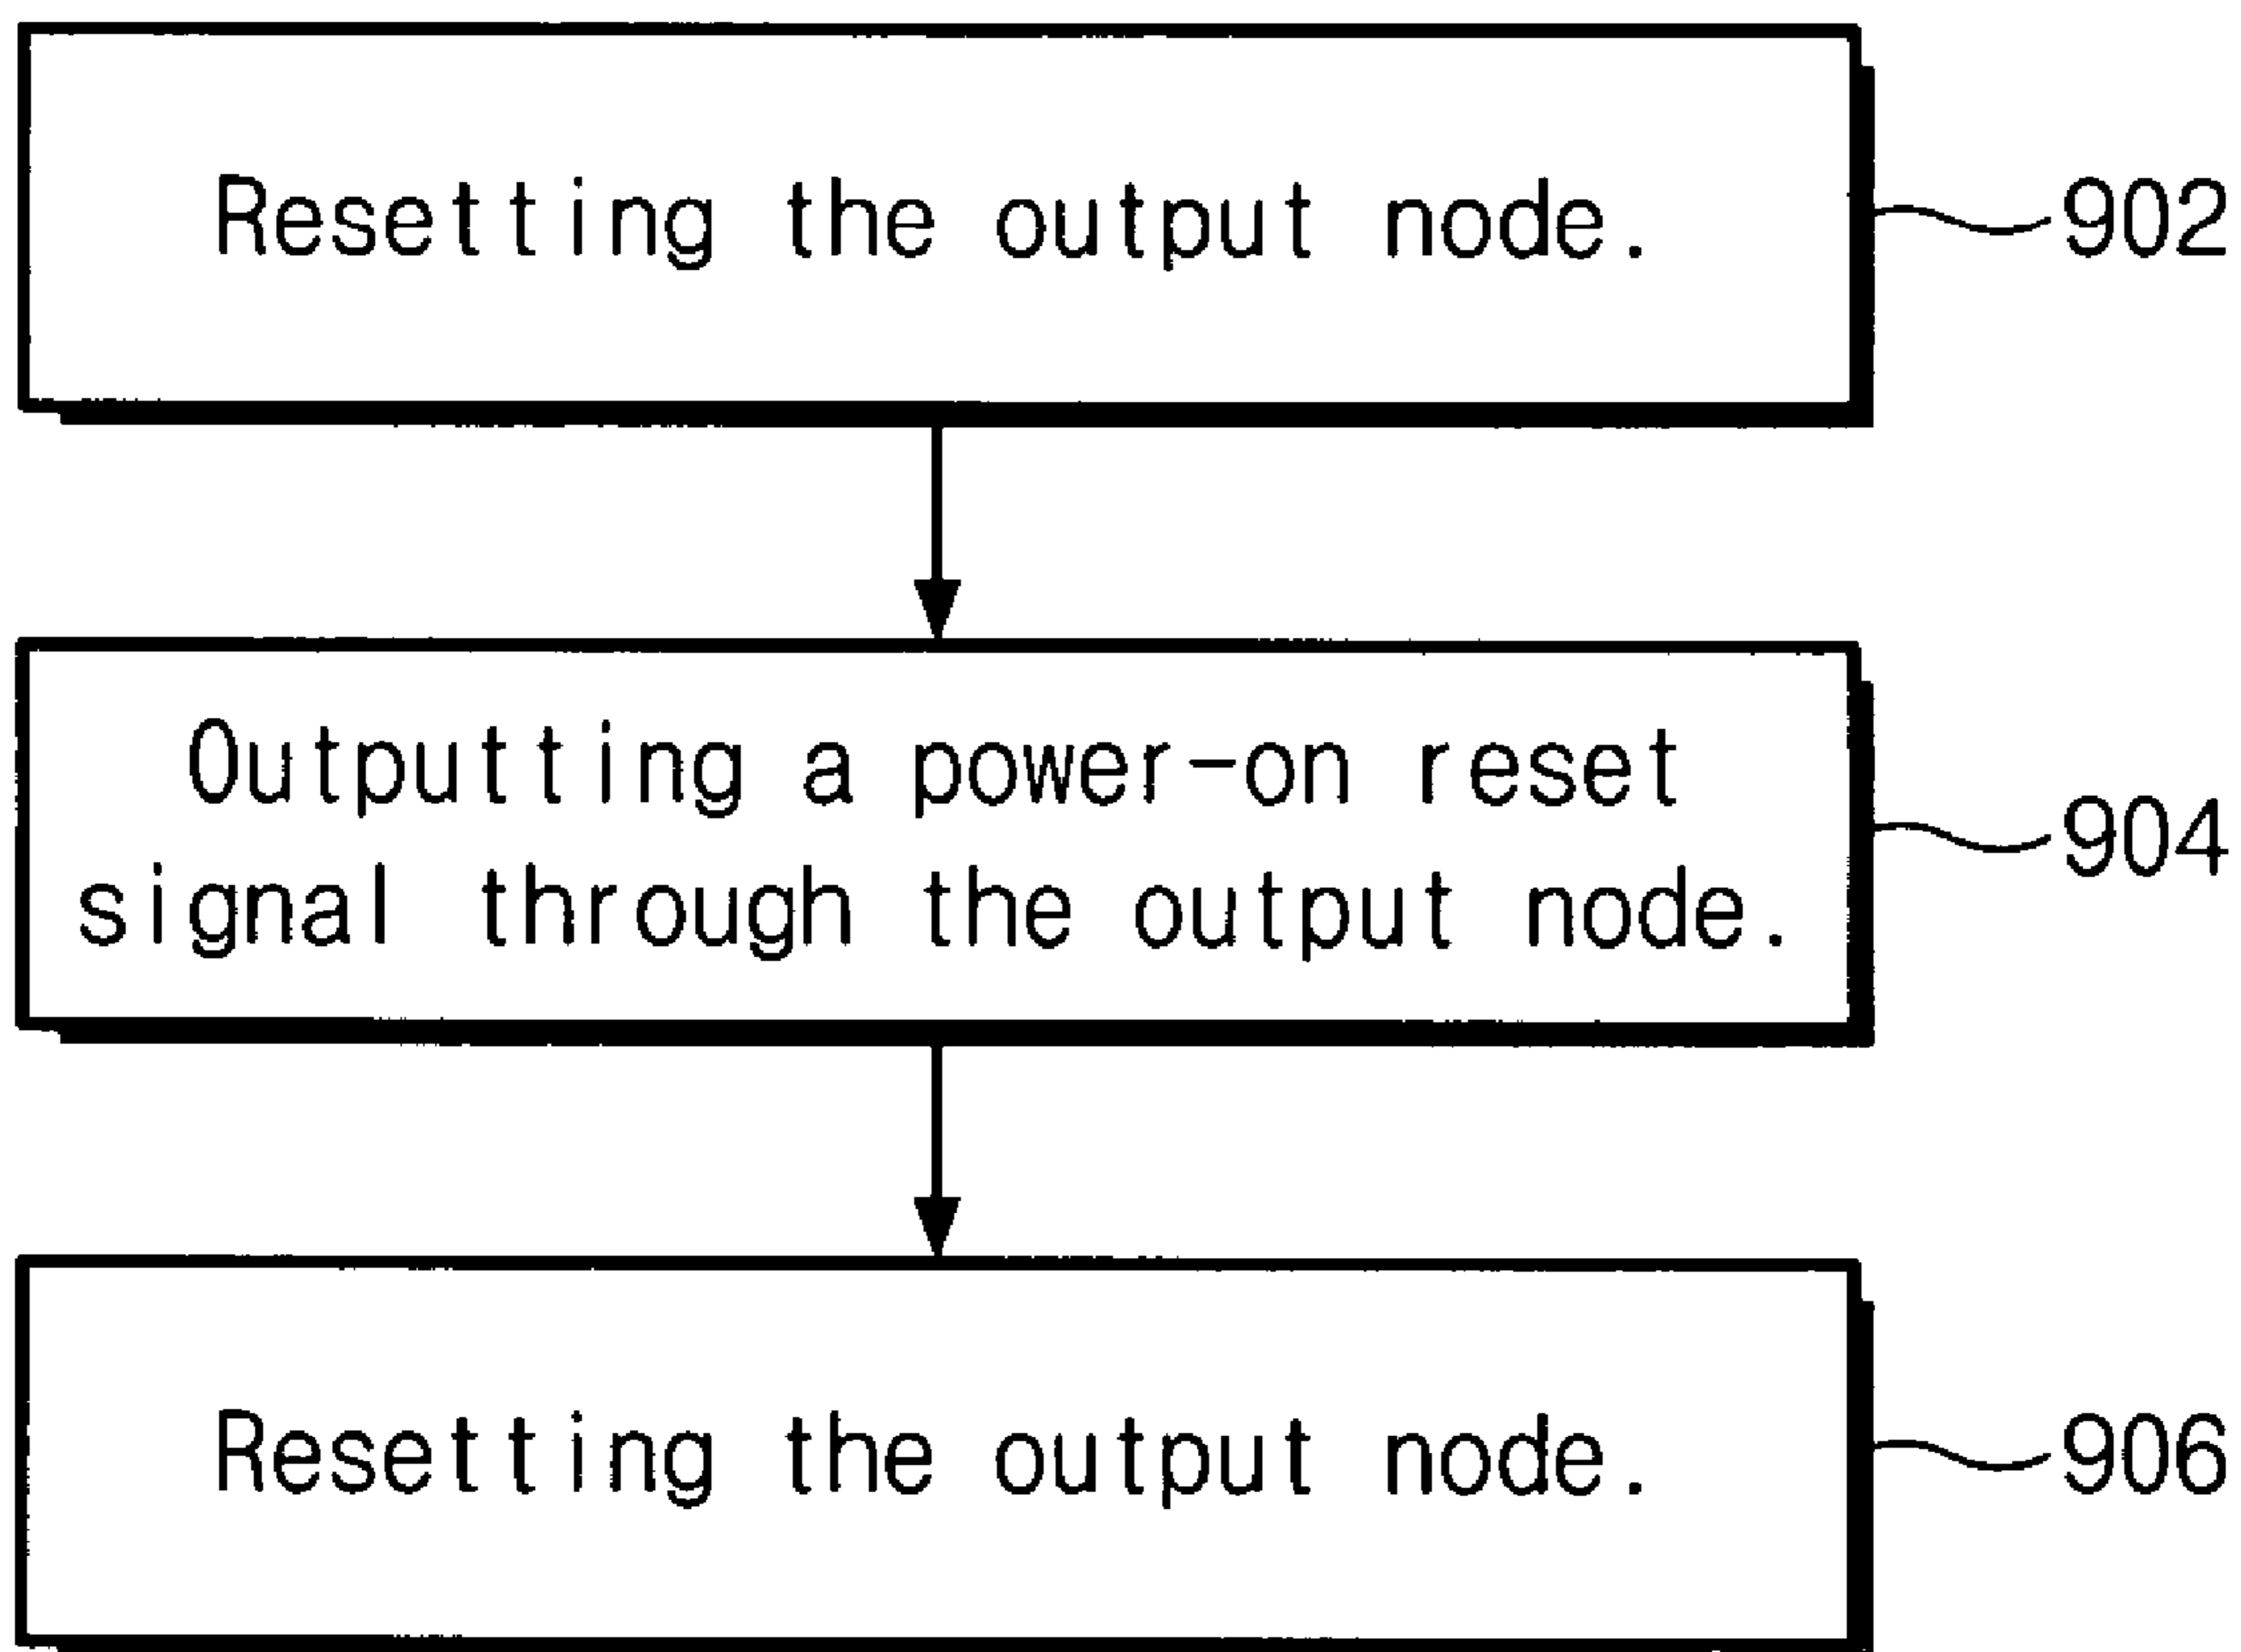 Resetting the output node.
902
Outputting a power-on reset
signal through the output node.
904
Resetting the output node.
906